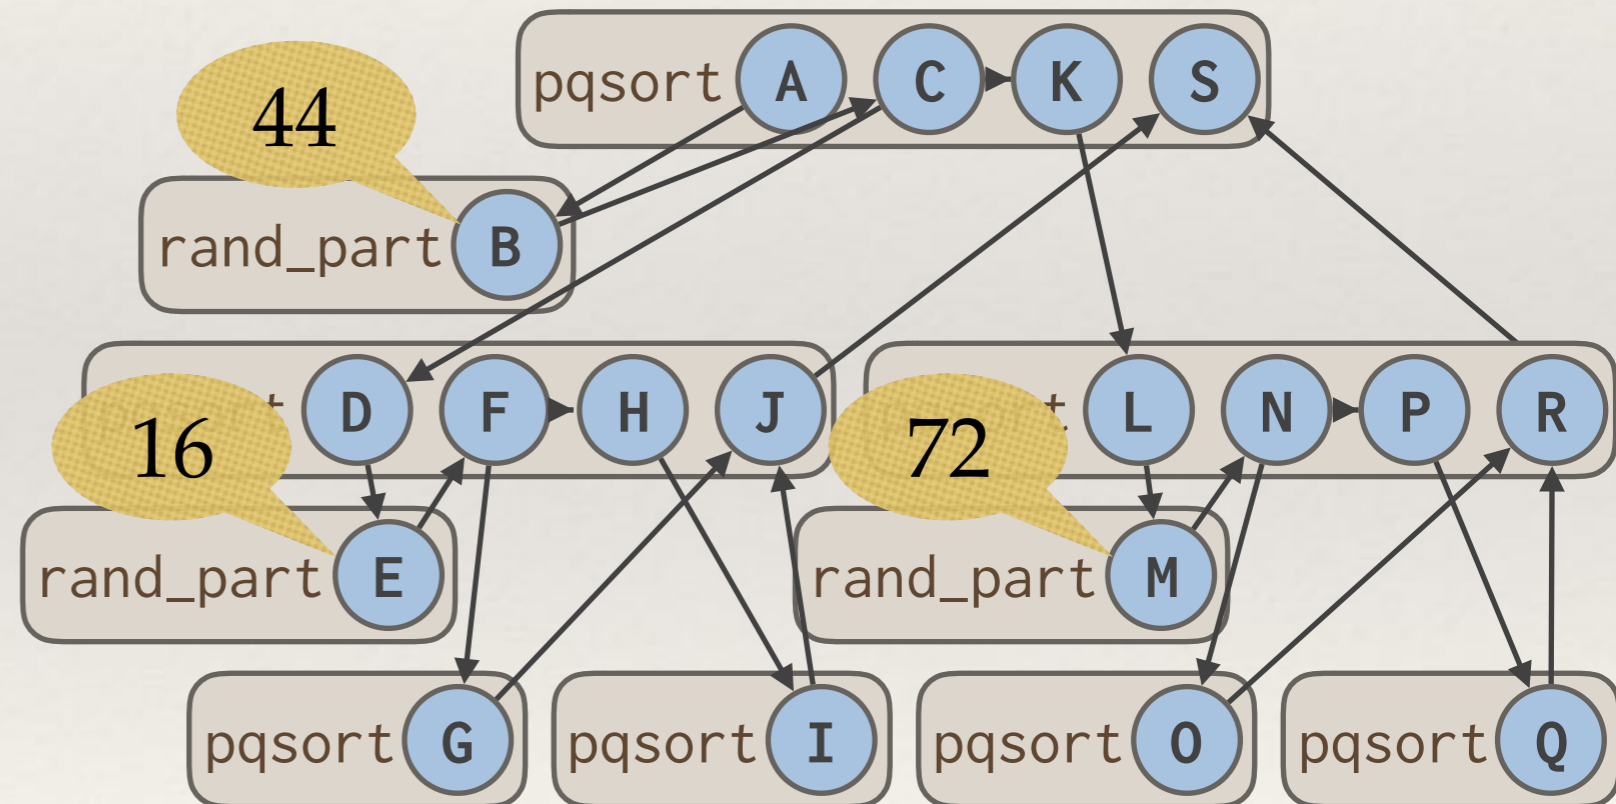 pqsort A C K S
44
rand_part B
t D F H J
t L N P R
16
72
rand_part E
rand_part M
pqsort G
pqsort I
pqsort O
pqsort Q